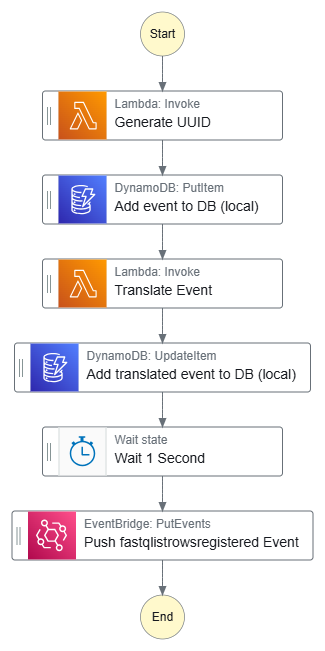 Start
Lambda: Invoke
Generate UUID
DynamoDB: PutItem
Add event to DB (local)
Lambda: Invoke
Translate Event
DynamoDB: UpdateItem
Add translated event to DB (local)
Wait state
Wait 1 Second
EventBridge: PutEvents
Push fastqlistrowsregistered Event
End